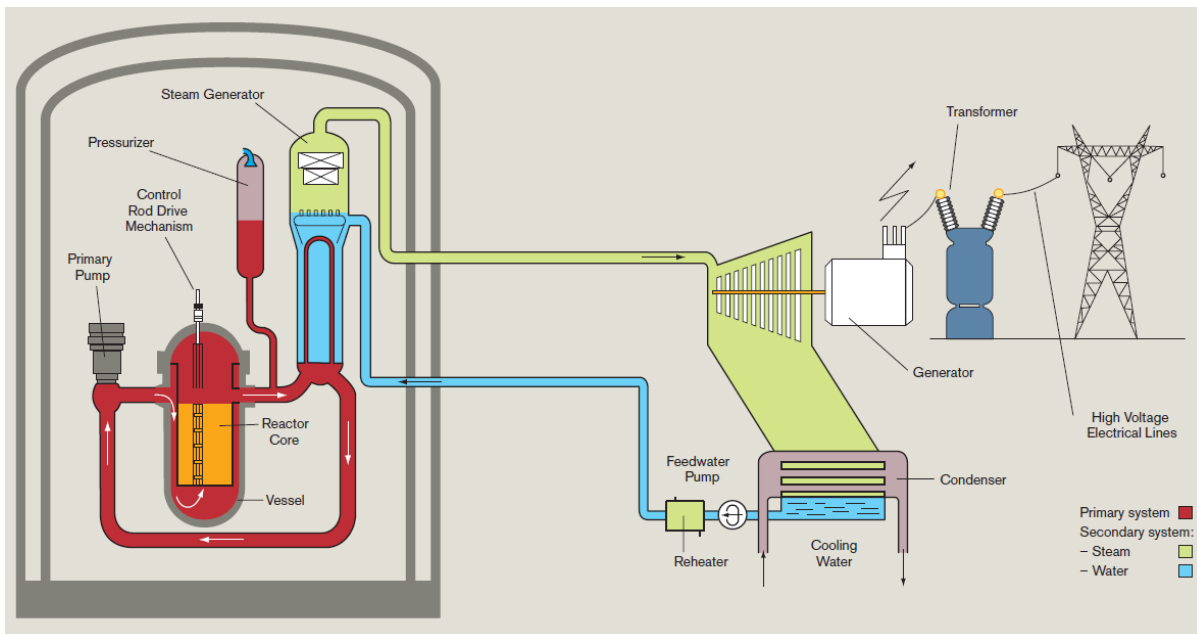 Steam Generator
Pressurizer
Control
Rod Drive
Mechanism
Primary
Pump
Reactor
Core
Vessel
Transformer
Generator
High Voltage
Electrical Lines
Feedwater
Pump
Condenser
Reheater
Cooling
Water
Primary system
Secondary system:
– Steam
– Water